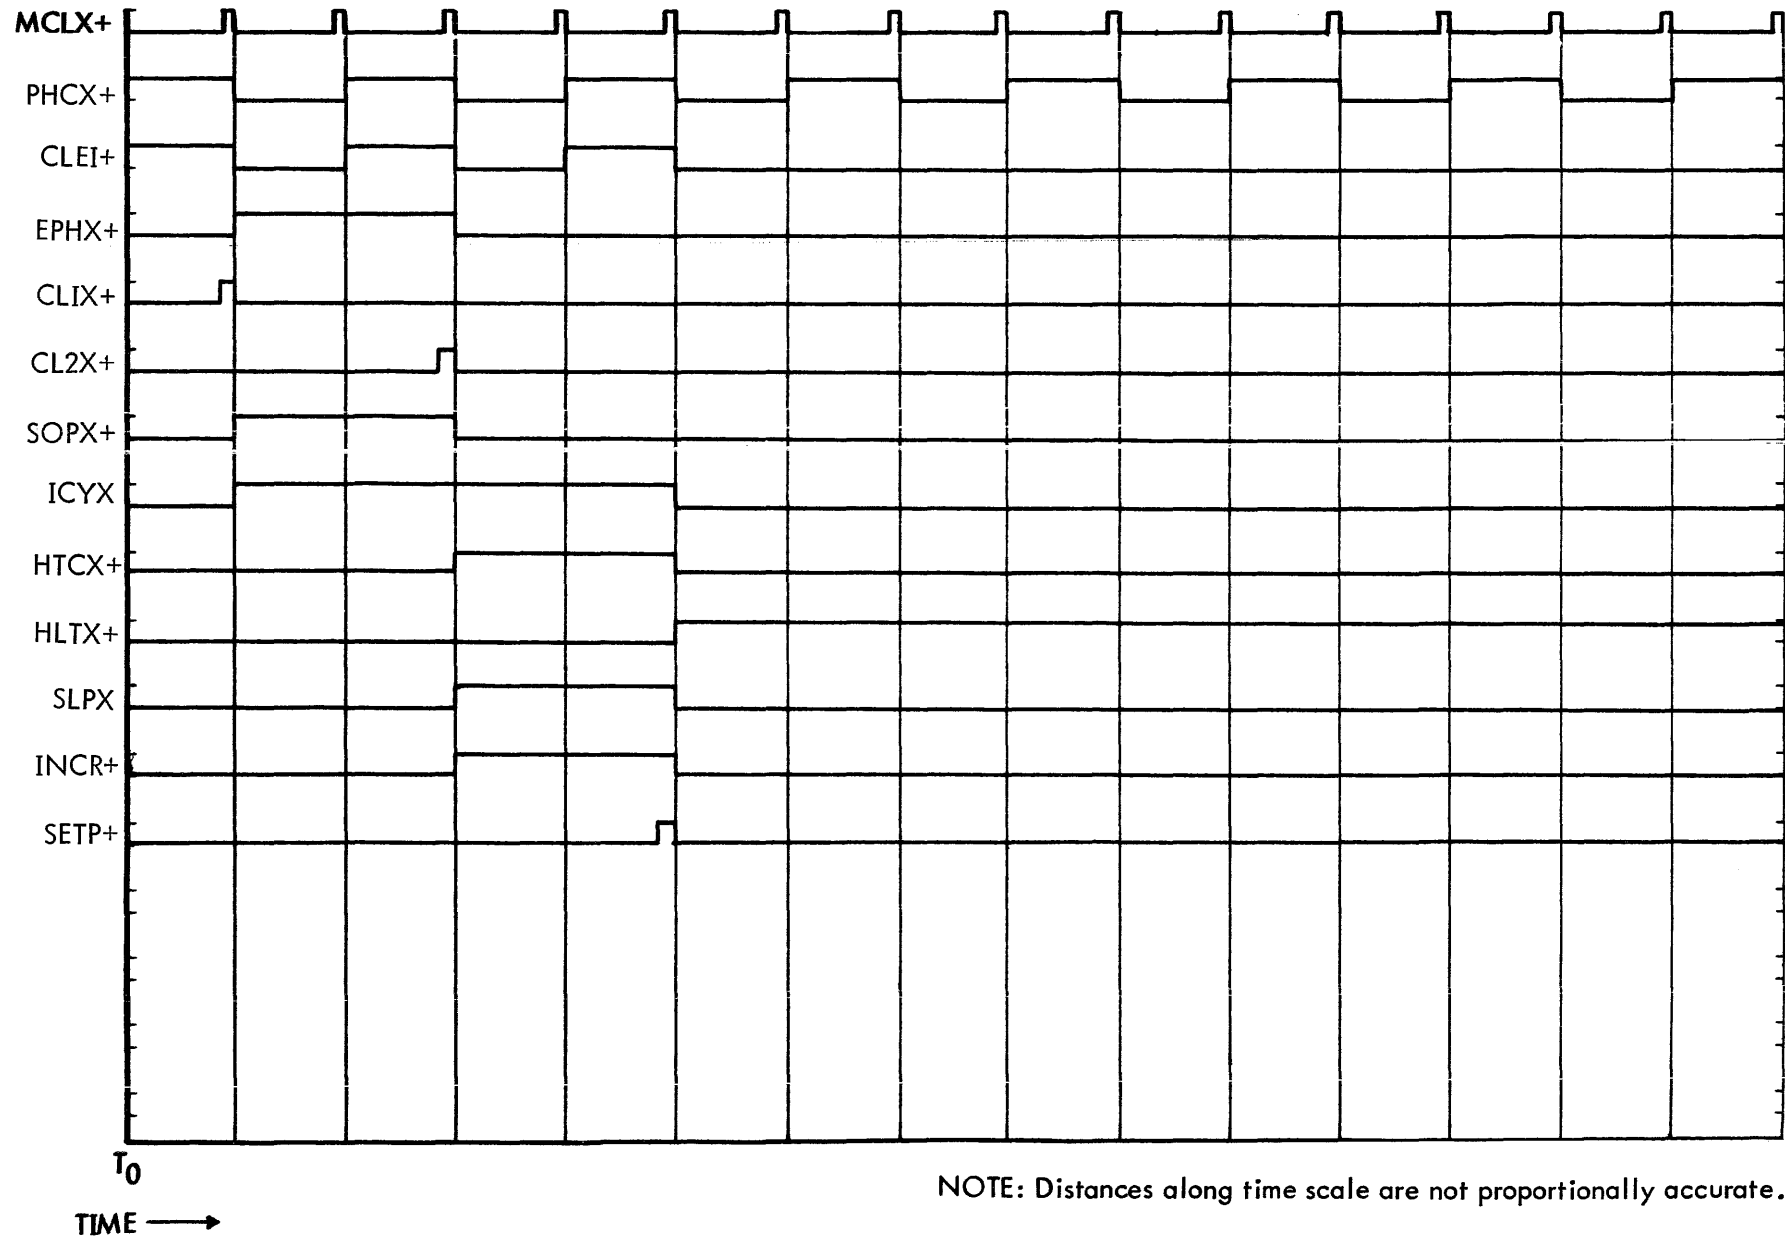 MCLX+
PHCX+
CLEI+
EPHX+
CLIX+
CL2X+
SOPX+
ICYX
HTCX+
HLTX+
SLPX
INCR+
SETP+
T0
NOTE: Distances along time scale are not proportionally accurate.
TIME